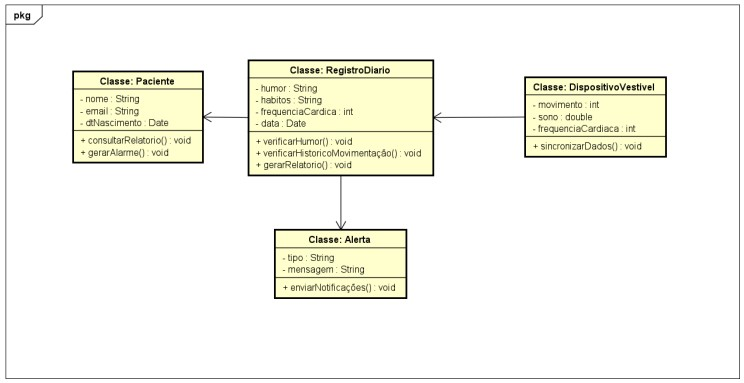 pkg
Classe: Paciente
- nome : String
- email : String
- dtNascimento : Date
+ consultarRelatorio() : void
+ gerarAlarme() : void
Classe: RegistroDiario
- humor : String
- habitos : String
- frequenciaCardica : int
- data : Date
+ verificarHumor() : void
+ verificarHistoricoMovimentação() : void
+ gerarRelatorio() : void
Classe: DispositivoVestivel
- movimento : int
- sono : double
- frequenciaCardiaca : int
+ sincronizarDados() : void
Classe: Alerta
- tipo : String
- mensagem : String
+ enviarNotificações() : void